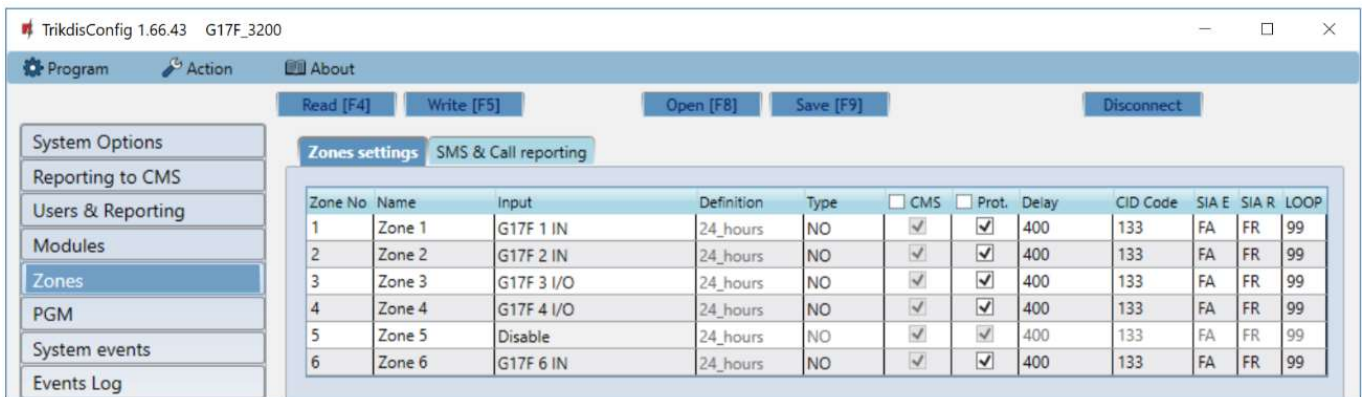 TrikdisConfig 1.66.43 G17F_3200
Program Action About
Read [F4] Write [F5] Open [F8] Save [F9] Disconnect
System Options
Reporting to CMS
Users & Reporting
Modules
Zones
PGM
System events
Events Log
Zones settings SMS & Call reporting
Zone No Name Input Definition Type CMS Prot. Delay CID Code SIA E SIA R LOOP
1 Zone 1 G17F 1 IN 24_hours NO 400 133 FA FR 99
2 Zone 2 G17F 2 IN 24_hours NO 400 133 FA FR 99
3 Zone 3 G17F 3 I/O 24_hours NO 400 133 FA FR 99
4 Zone 4 G17F 4 I/O 24_hours NO 400 133 FA FR 99
5 Zone 5 Disable 24_hours NO 400 133 FA FR 99
6 Zone 6 G17F 6 IN 24_hours NO 400 133 FA FR 99